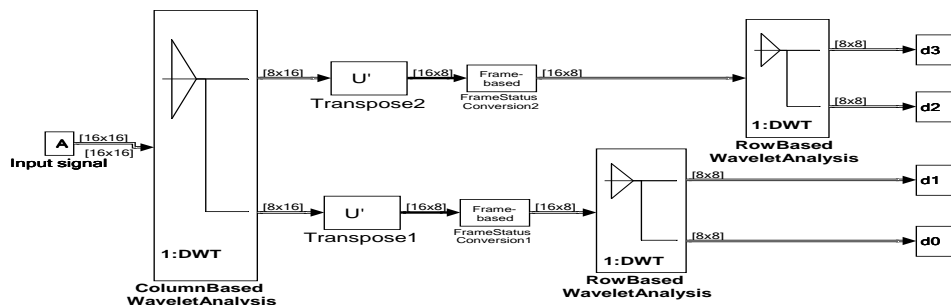 [8x16]
U'
[16x8]
Frame-
based
[16x8]
Transpose2
FrameStatus
Conversion2
[8x8]
d3
[8x8]
d2
1:DWT
RowBased
WaveletAnalysis
A
[16x16]
[16x16]
Input signal
[8x16]
U'
[16x8]
Frame-
based
[16x8]
Transpose1
FrameStatus
Conversion1
[8x8]
d1
[8x8]
d0
1:DWT
1:DWT
ColumnBased
WaveletAnalysis
RowBased
WaveletAnalysis